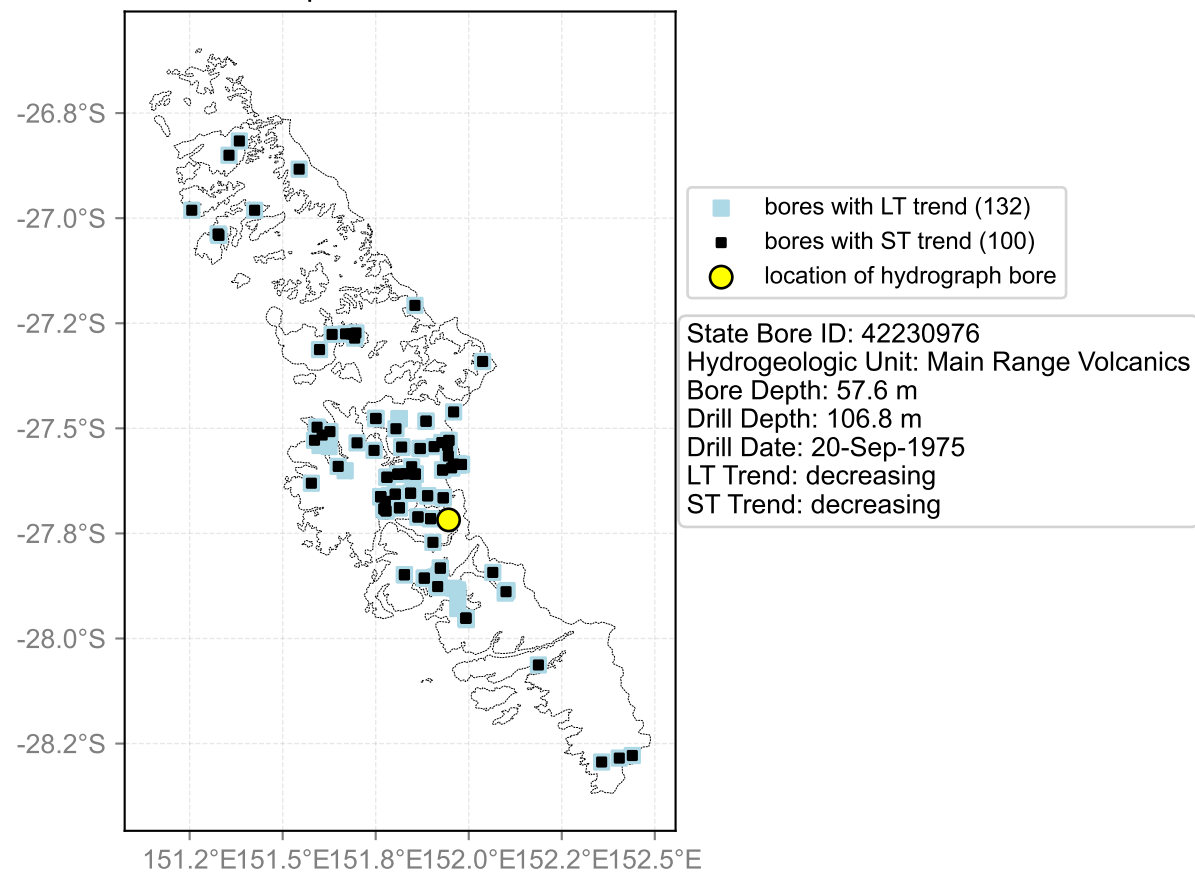 -26.8°S
-27.0°S
-27.2°S
-27.5°S
-27.8°S
-28.0°S
-28.2°S
151.2°E151.5°E151.8°E152.0°E152.2°E152.5°E
bores with LT trend (132)
bores with ST trend (100)
location of hydrograph bore
State Bore ID: 42230976
Hydrogeologic Unit: Main Range Volcanics
Bore Depth: 57.6 m
Drill Depth: 106.8 m
Drill Date: 20-Sep-1975
LT Trend: decreasing
ST Trend: decreasing